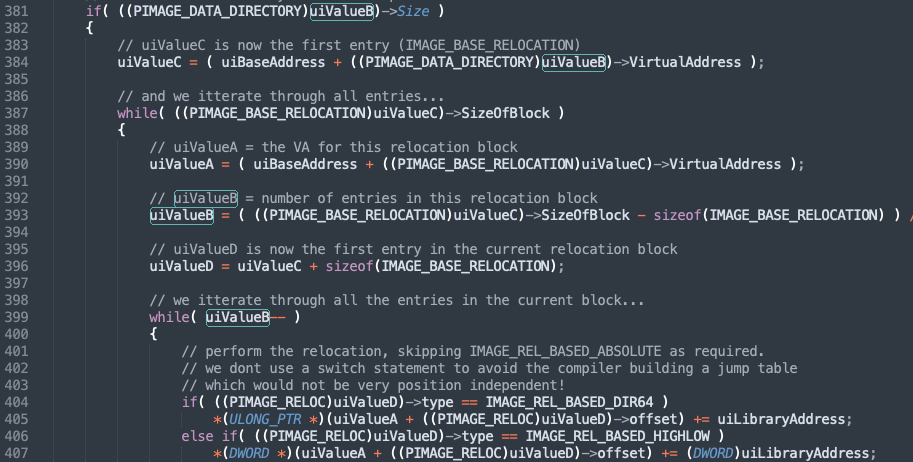 381 if( ((PIMAGE_DATA_DIRECTORY)uiValueB)->Size )
382 {
383 // uiValueC is now the first entry (IMAGE_BASE_RELOCATION)
384 uiValueC = ( uiBaseAddress + ((PIMAGE_DATA_DIRECTORY)uiValueB)->VirtualAddress );
385
386 // and we itterate through all entries...
387 while( ((PIMAGE_BASE_RELOCATION)uiValueC)->SizeOfBlock )
388 {
389 // uiValueA = the VA for this relocation block
390 uiValueA = ( uiBaseAddress + ((PIMAGE_BASE_RELOCATION)uiValueC)->VirtualAddress );
391
392 // uiValueB = number of entries in this relocation block
393 uiValueB = ( ((PIMAGE_BASE_RELOCATION)uiValueC)->SizeOfBlock - sizeof(IMAGE_BASE_RELOCATION) ) /
394
395 // uiValueD is now the first entry in the current relocation block
396 uiValueD = uiValueC + sizeof(IMAGE_BASE_RELOCATION);
397
398 // we itterate through all the entries in the current block...
399 while( uiValueB-- )
400 {
401 // perform the relocation, skipping IMAGE_REL_BASED_ABSOLUTE as required.
402 // we dont use a switch statement to avoid the compiler building a jump table
403 // which would not be very position independent!
404 if( ((PIMAGE_RELOC)uiValueD)->type == IMAGE_REL_BASED_DIR64 )
405 *(ULONG_PTR *)(uiValueA + ((PIMAGE_RELOC)uiValueD)->offset) += uiLibraryAddress;
406 else if( ((PIMAGE_RELOC)uiValueD)->type == IMAGE_REL_BASED_HIGHLOW )
407 *(DWORD *)(uiValueA + ((PIMAGE_RELOC)uiValueD)->offset) += (DWORD)uiLibraryAddress;